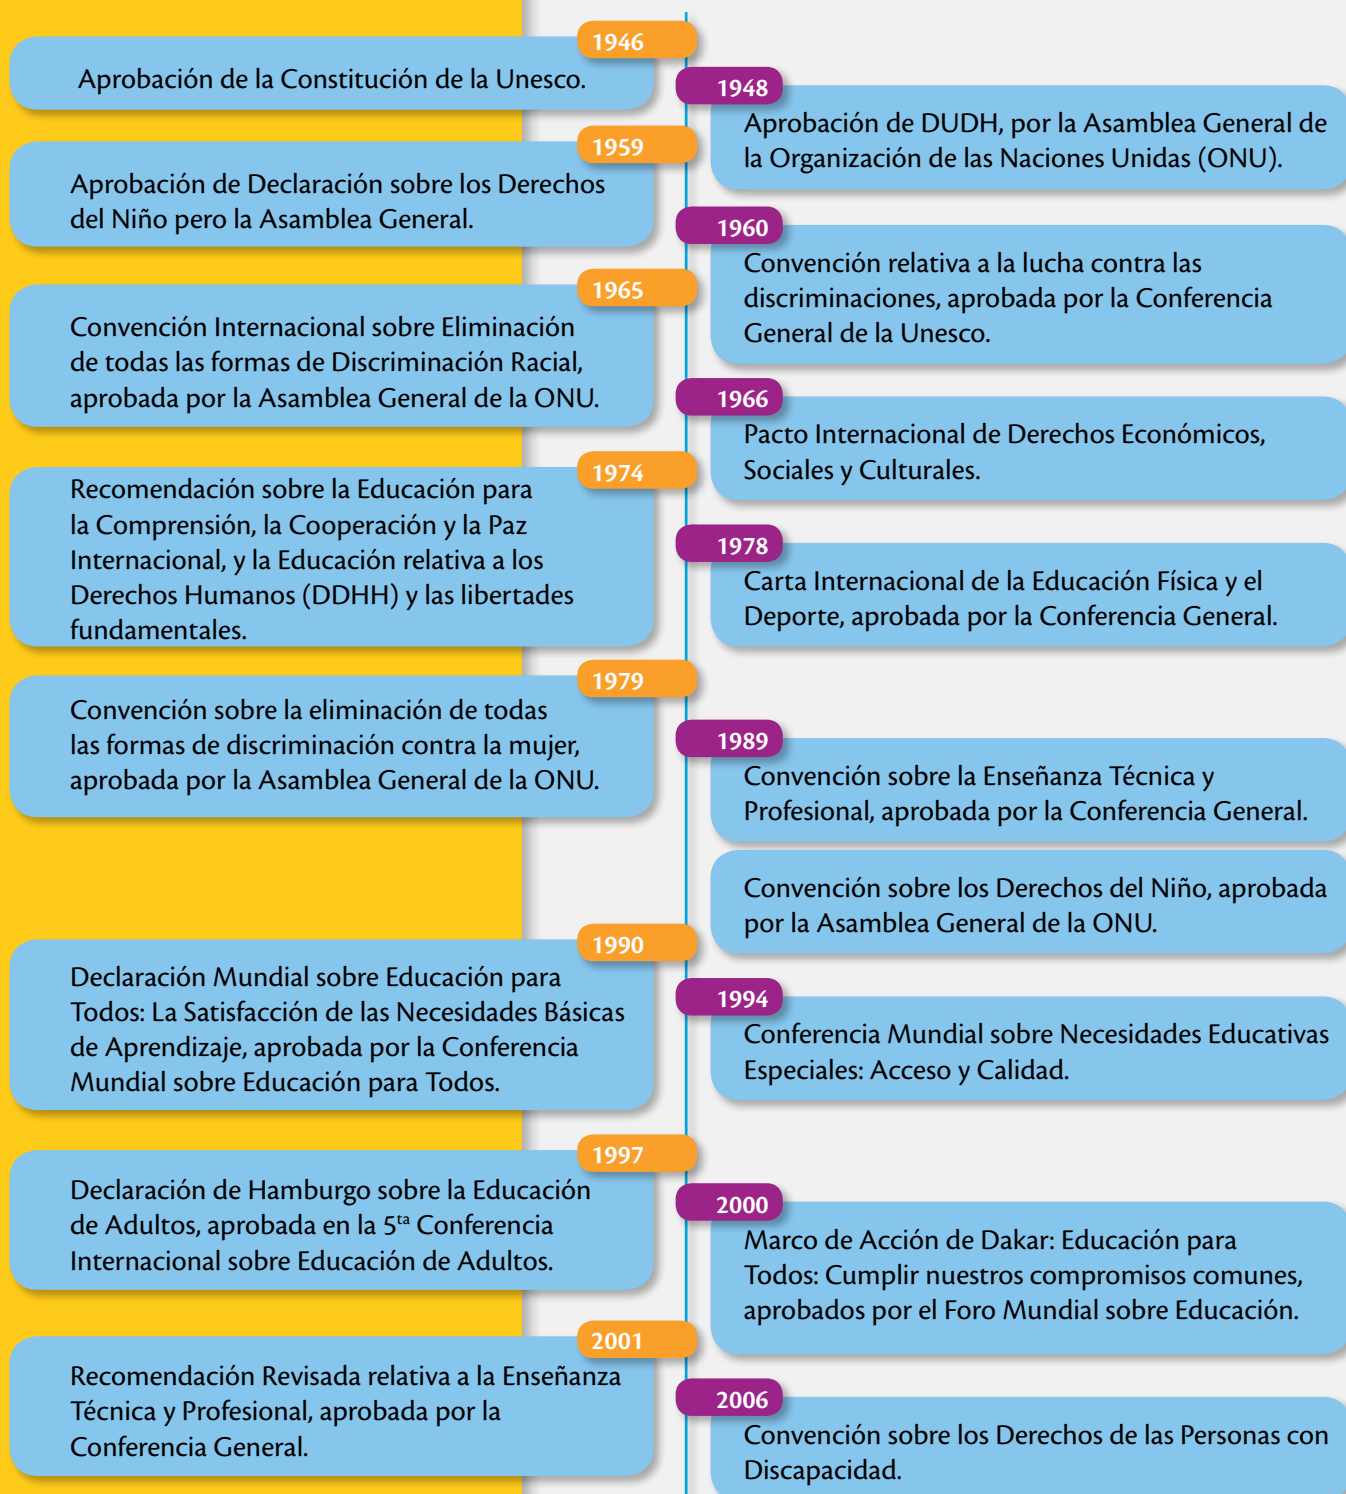 1946
Aprobación de la Constitución de la Unesco.
1948
Aprobación de DUDH, por la Asamblea General de
la Organización de las Naciones Unidas (ONU).
1959
Aprobación de Declaración sobre los Derechos
del Niño pero la Asamblea General.
1960
Convención relativa a la lucha contra las
discriminaciones, aprobada por la Conferencia
General de la Unesco.
1965
Convención Internacional sobre Eliminación
de todas las formas de Discriminación Racial,
aprobada por la Asamblea General de la ONU.
1966
Pacto Internacional de Derechos Económicos,
Sociales y Culturales.
1974
Recomendación sobre la Educación para
la Comprensión, la Cooperación y la Paz
Internacional, y la Educación relativa a los
Derechos Humanos (DDHH) y las libertades
fundamentales.
1978
Carta Internacional de la Educación Física y el
Deporte, aprobada por la Conferencia General.
1979
Convención sobre la eliminación de todas
las formas de discriminación contra la mujer,
aprobada por la Asamblea General de la ONU.
1989
Convención sobre la Enseñanza Técnica y
Profesional, aprobada por la Conferencia General.
Convención sobre los Derechos del Niño, aprobada
por la Asamblea General de la ONU.
1990
Declaración Mundial sobre Educación para
Todos: La Satisfacción de las Necesidades Básicas
de Aprendizaje, aprobada por la Conferencia
Mundial sobre Educación para Todos.
1994
Conferencia Mundial sobre Necesidades Educativas
Especiales: Acceso y Calidad.
1997
Declaración de Hamburgo sobre la Educación
de Adultos, aprobada en la 5ta Conferencia
Internacional sobre Educación de Adultos.
2000
Marco de Acción de Dakar: Educación para
Todos: Cumplir nuestros compromisos comunes,
aprobados por el Foro Mundial sobre Educación.
2001
Recomendación Revisada relativa a la Enseñanza
Técnica y Profesional, aprobada por la
Conferencia General.
2006
Convención sobre los Derechos de las Personas con
Discapacidad.